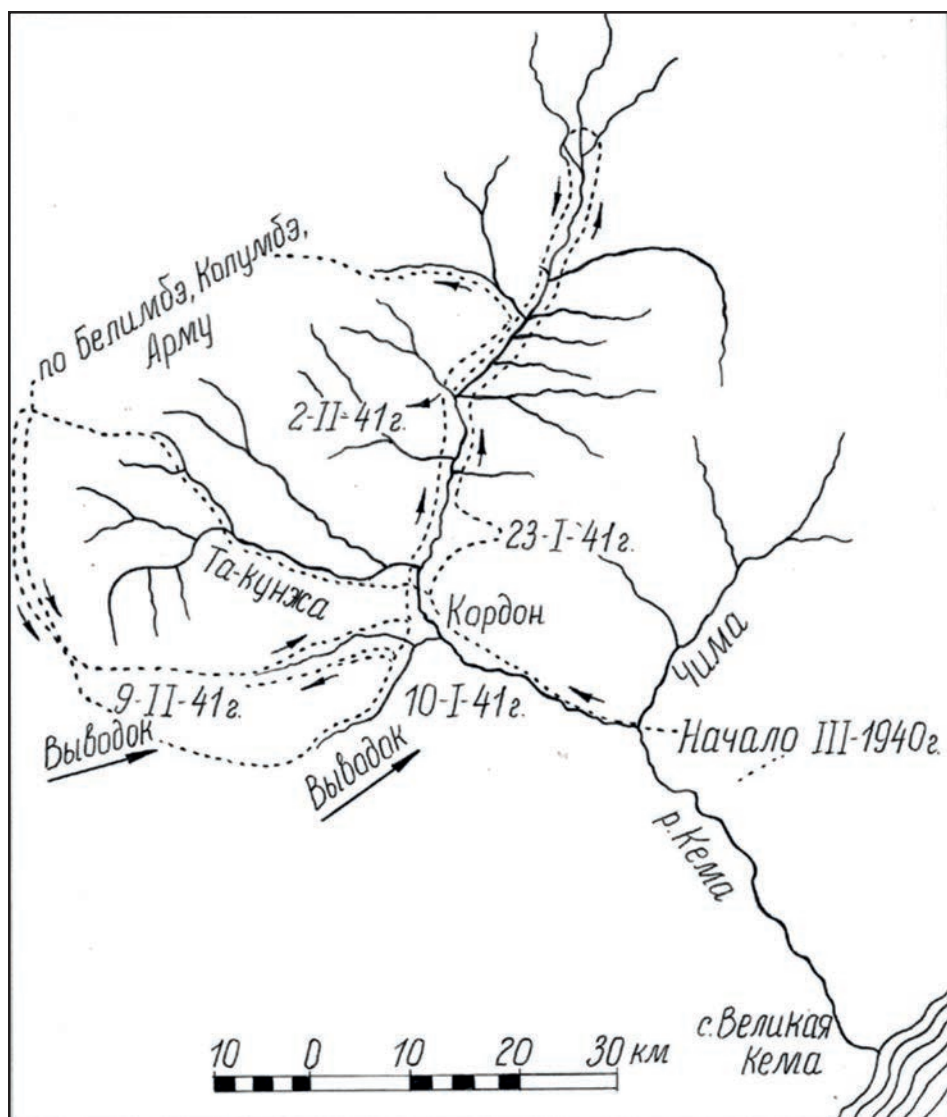 по Белимбэ, Колумбэ,
Арму
2-II-41г.
23-I-41г.
Та-кунжа
Кордон
Чима
9-II-41г.
10-I-41г.
Выводок
Выводок
Начало III-1940г.
р.Кема
с.Великая
Кема
10 0 10 20 30 км